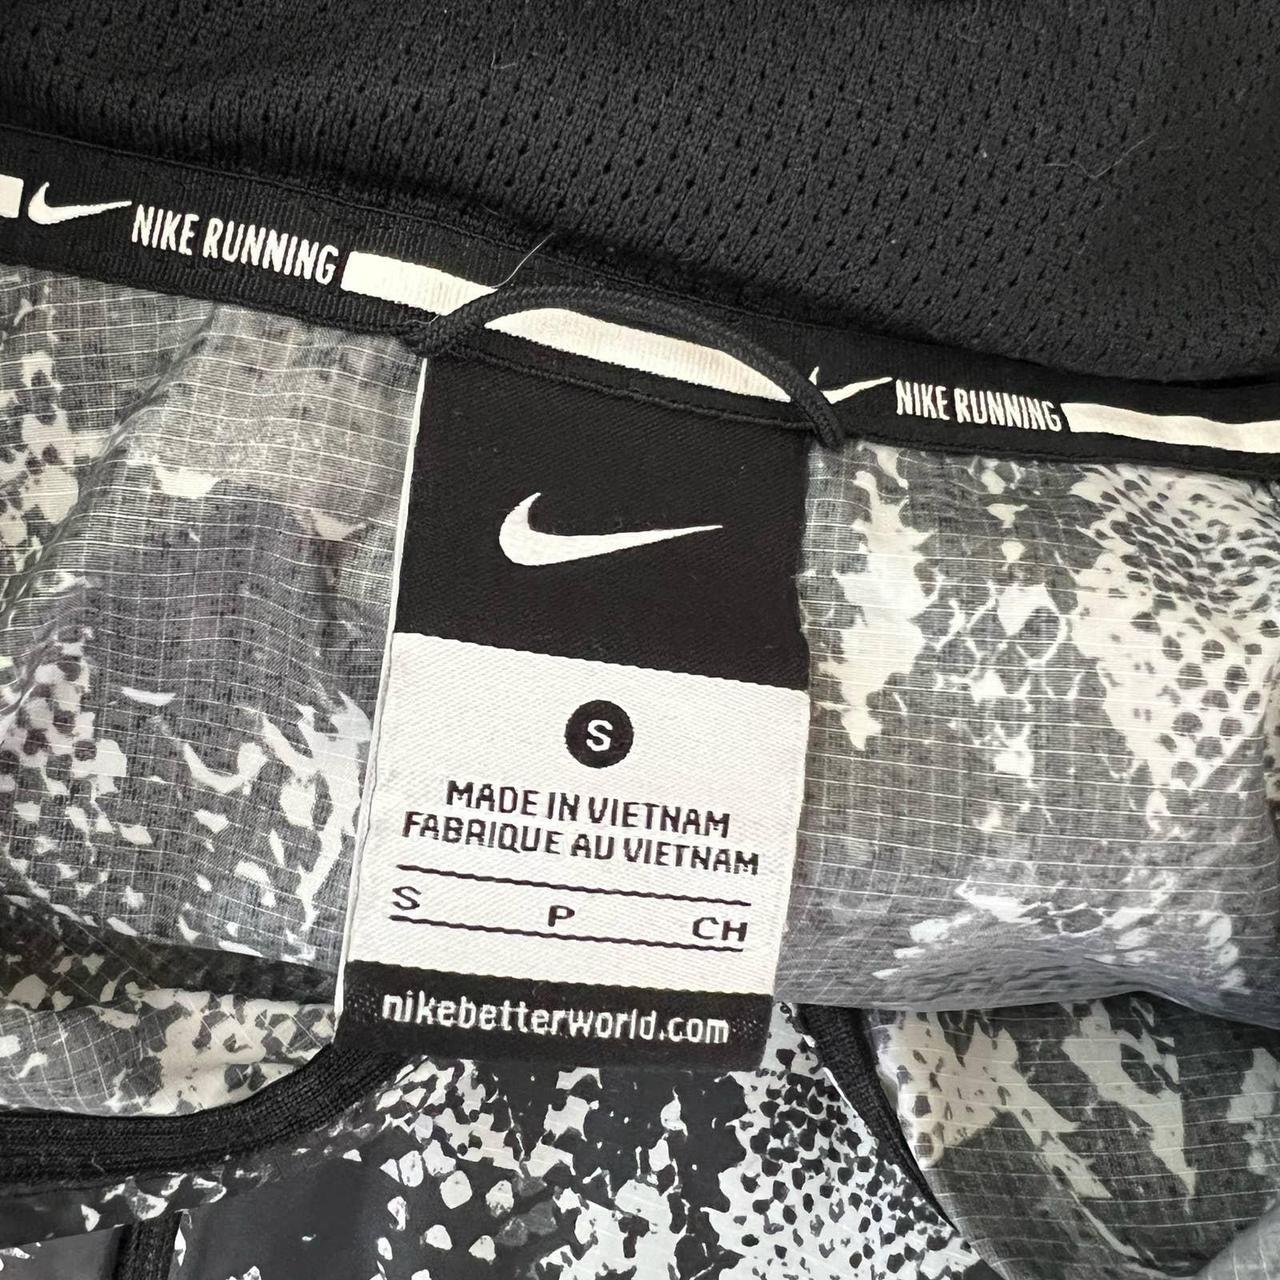 NIKE RUNNING
NIKE RUNNING
S
MADE IN VIETNAM
FABRIQUE AU VIETNAM
S P CH
nikebetterworld.com